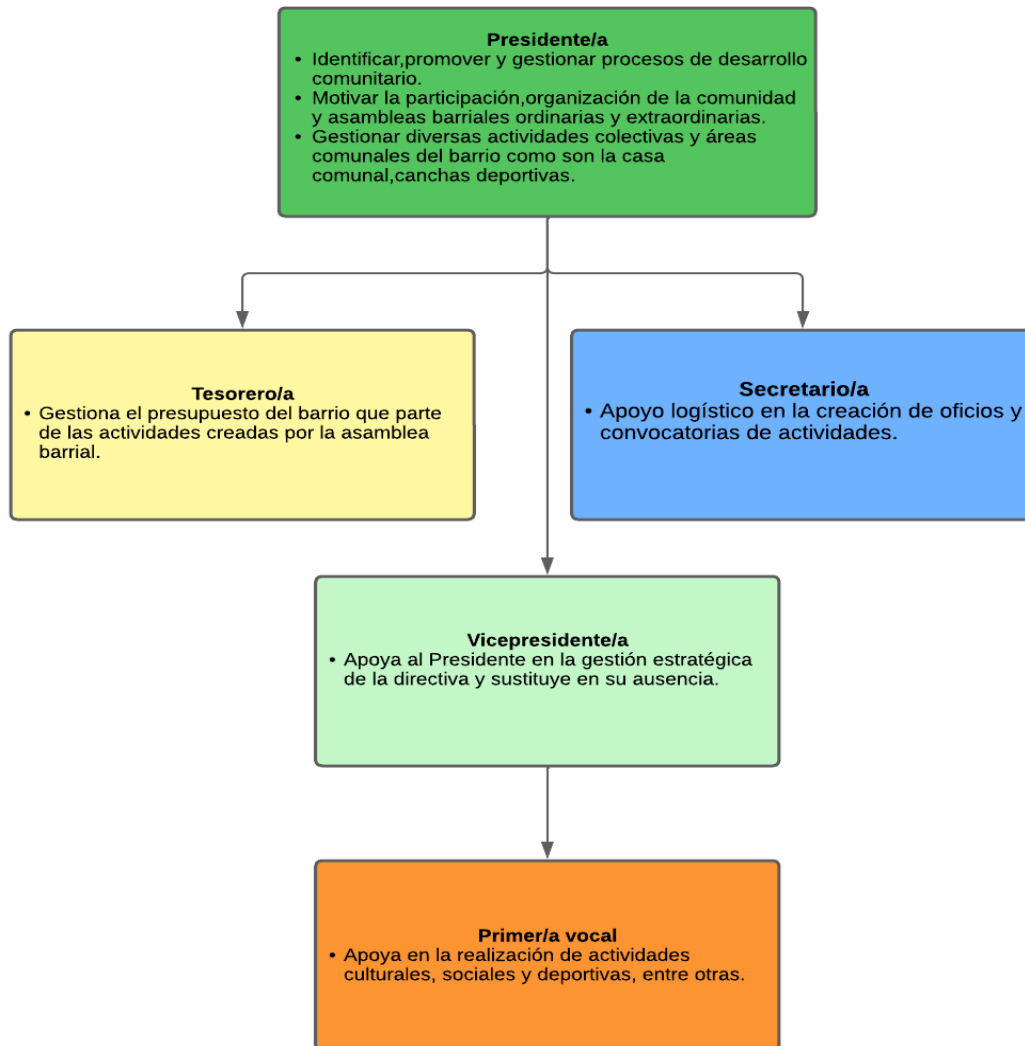 Presidente/a
• Identificar,promover y gestionar procesos de desarrollo
comunitario.
• Motivar la participación,organización de la comunidad
y asambleas barriales ordinarias y extraordinarias.
• Gestionar diversas actividades colectivas y áreas
comunales del barrio como son la casa
comunal,canchas deportivas.
Tesorero/a
• Gestiona el presupuesto del barrio que parte
de las actividades creadas por la asamblea
barrial.
Secretario/a
• Apoyo logístico en la creación de oficios y
convocatorias de actividades.
Vicepresidente/a
• Apoya al Presidente en la gestión estratégica
de la directiva y sustituye en su ausencia.
Primer/a vocal
• Apoya en la realización de actividades
culturales, sociales y deportivas, entre otras.